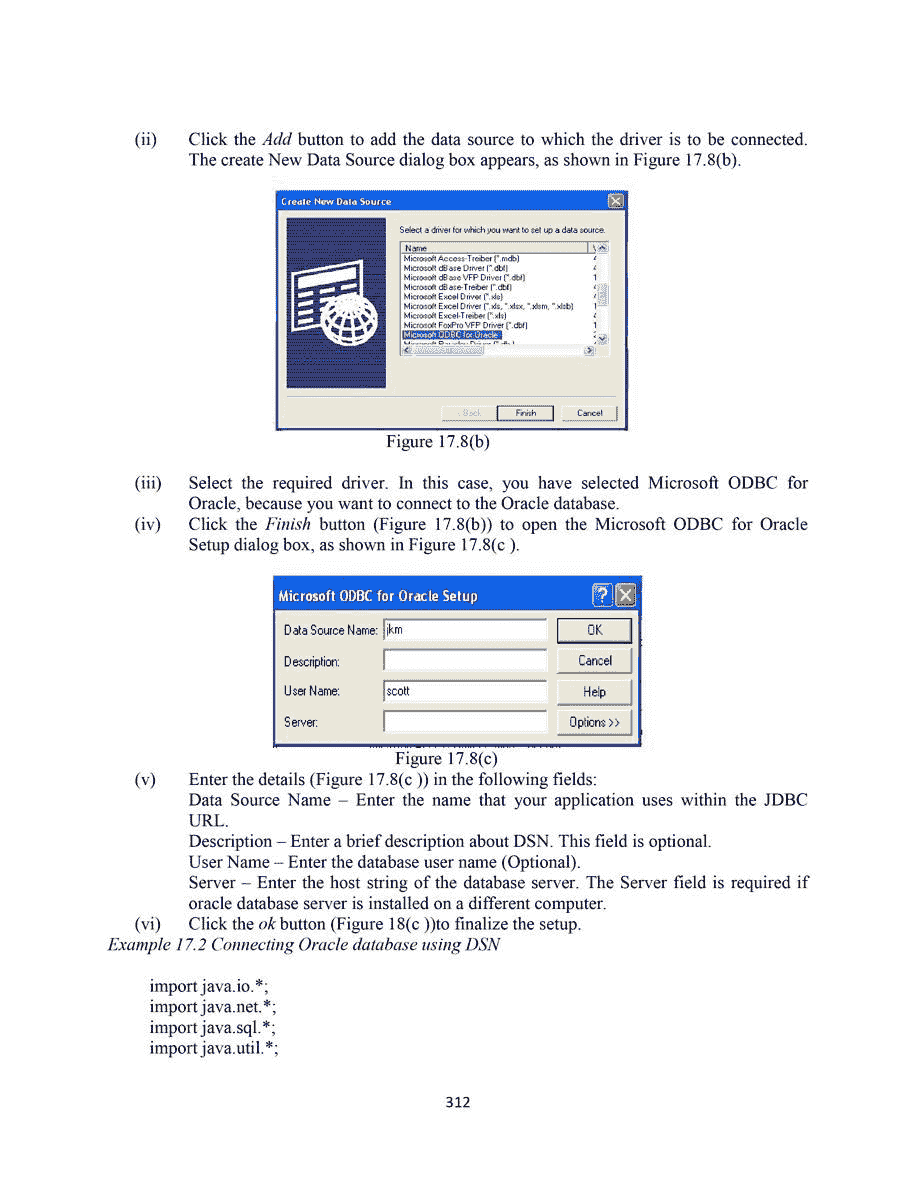 (ii) Click the Add button to add the data source to which the driver is to be connected.
The create New Data Source dialog box appears, as shown in Figure 17.8(b).
Create New Data Source
Select a driver for which you want to set up a data source.
Name
Microsoft Access-Treiber (*.mdb)
Microsoft dBase Driver (*.dbf)
Microsoft dBase VFP Driver (*.dbf)
Microsoft dBase-Treiber (*.dbf)
Microsoft Excel Driver (*.xls)
Microsoft Excel Driver (*.xls, *.xlsx, *.xlsm, *.xlsb)
Microsoft Excel-Treiber (*.xls)
Microsoft FoxPro VFP Driver (*.dbf)
Microsoft ODBC for Oracle
< Back Finish Cancel
Figure 17.8(b)
(iii) Select the required driver. In this case, you have selected Microsoft ODBC for
Oracle, because you want to connect to the Oracle database.
(iv) Click the Finish button (Figure 17.8(b)) to open the Microsoft ODBC for Oracle
Setup dialog box, as shown in Figure 17.8(c ).
Microsoft ODBC for Oracle Setup
Data Source Name: jkm OK
Description: Cancel
User Name: scott Help
Server: Options >>
Figure 17.8(c)
(v) Enter the details (Figure 17.8(c )) in the following fields:
Data Source Name – Enter the name that your application uses within the JDBC
URL.
Description – Enter a brief description about DSN. This field is optional.
User Name – Enter the database user name (Optional).
Server – Enter the host string of the database server. The Server field is required if
oracle database server is installed on a different computer.
(vi) Click the ok button (Figure 18(c ))to finalize the setup.
Example 17.2 Connecting Oracle database using DSN
import java.io.*;
import java.net.*;
import java.sql.*;
import java.util.*;
312